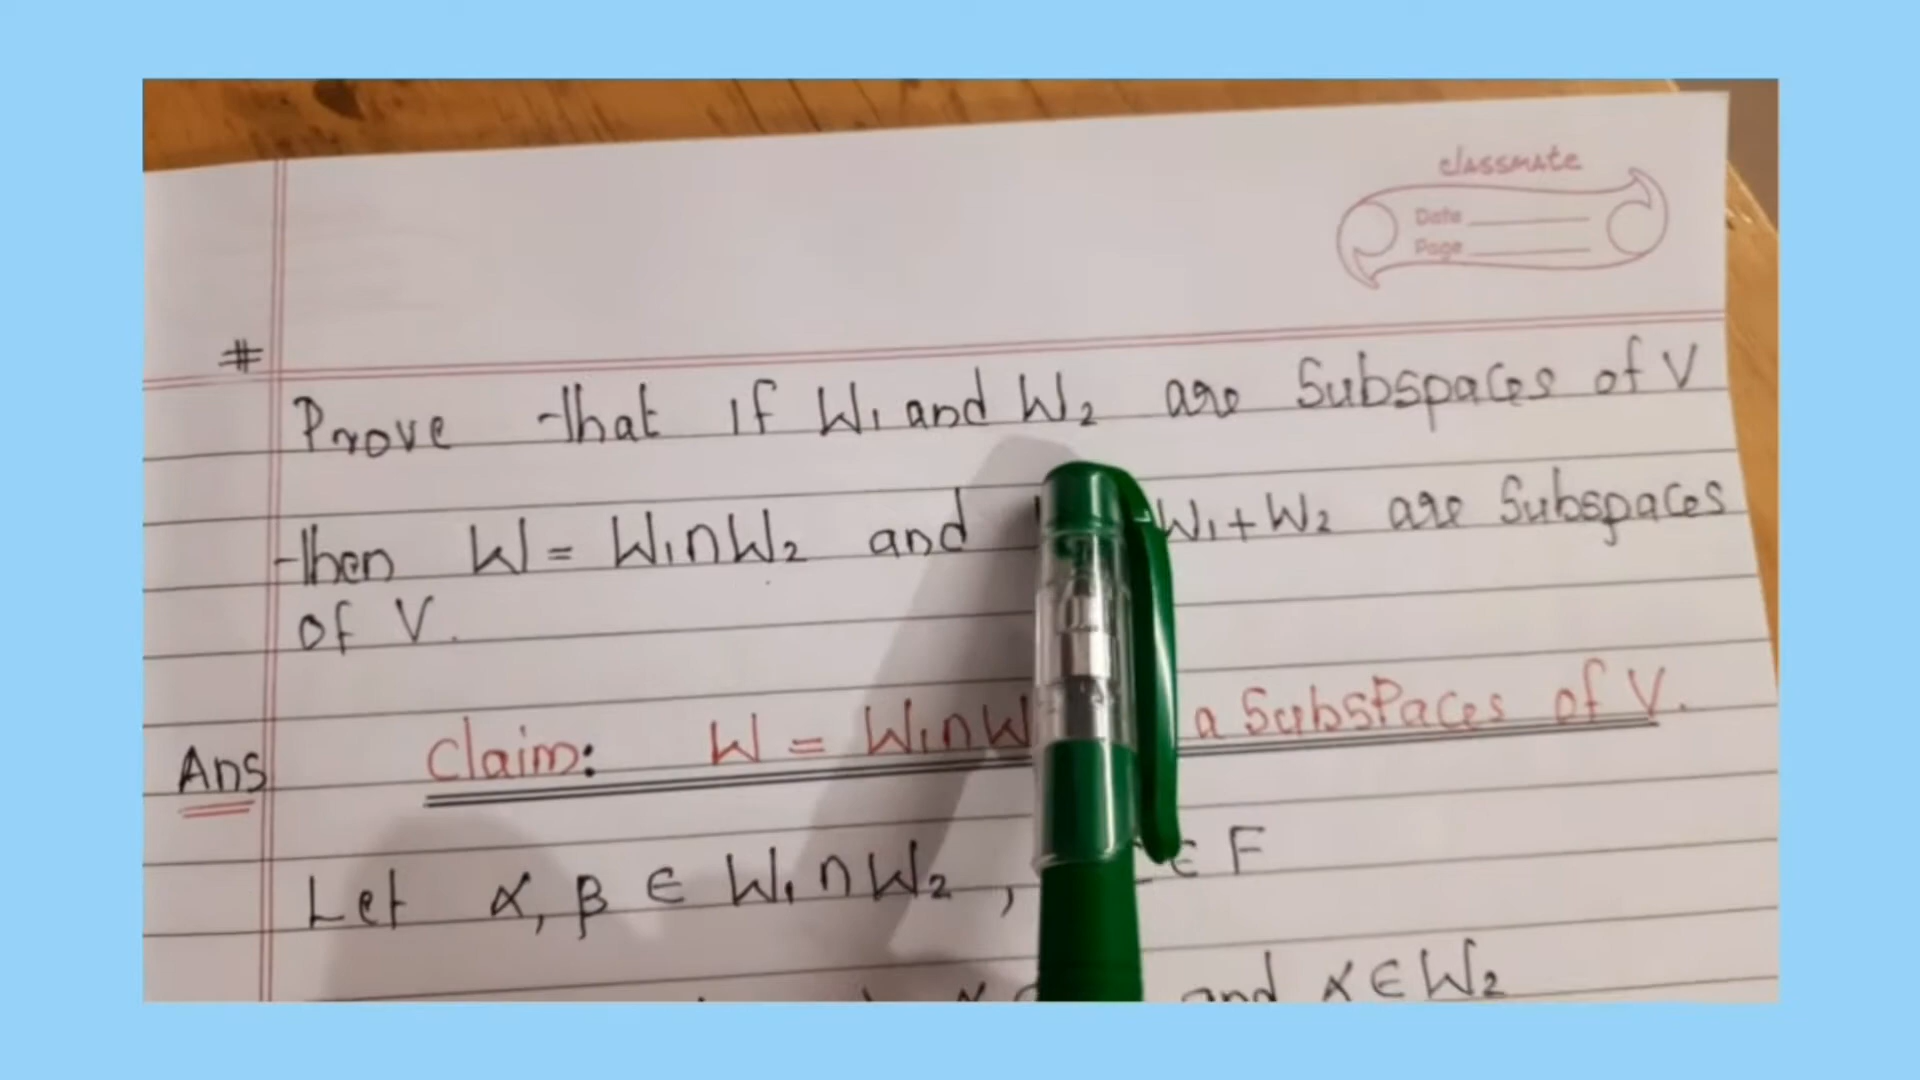 classmate
Date
Page
#
Prove that if W₁ and W₂ are Subspaces of V
then W = W₁∩W₂ and W₁+W₂ are Subspaces
of V.
Ans Claim: W = W₁∩W a SubSPaces of V.
Let α, β ∈ W₁∩W₂, ∈ F
and α∈W₂